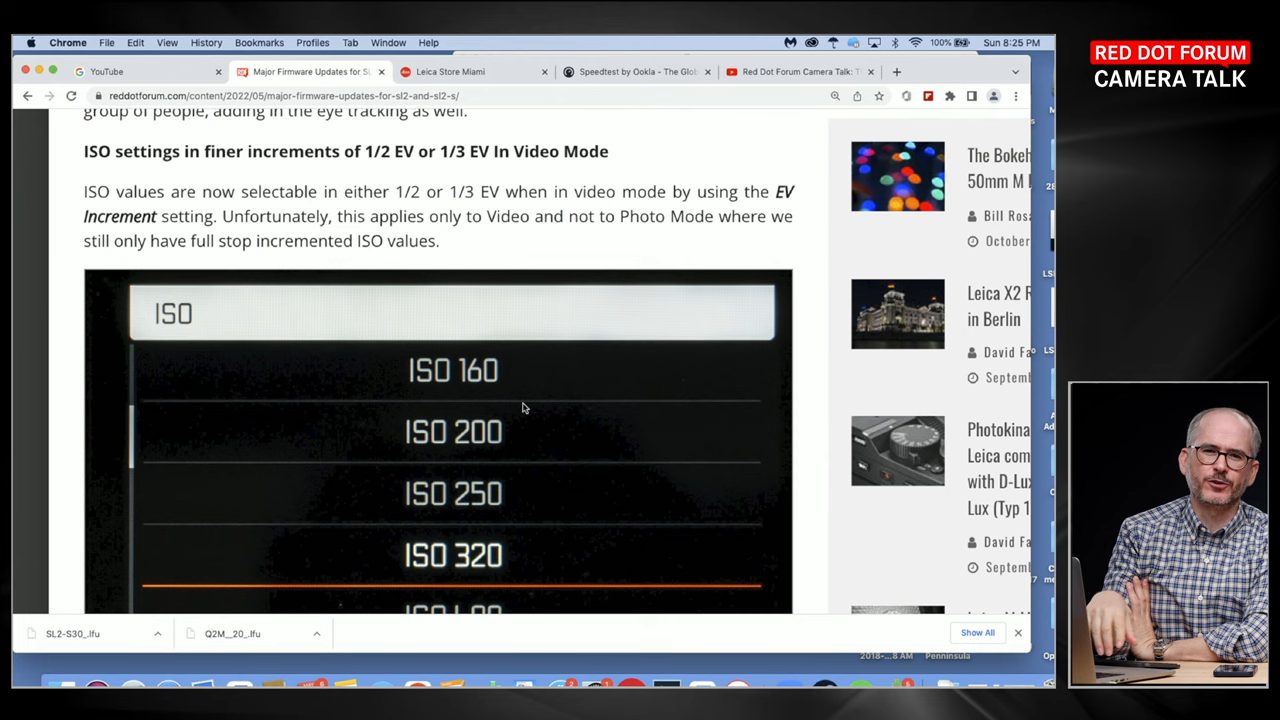 Chrome File Edit View History Bookmarks Profiles Tab Window Help 100% Sun 8:25 PM
RED DOT FORUM
CAMERA TALK
YouTube Major Firmware Updates for SL Leica Store Miami Speedtest by Ookla - The Glob Red Dot Forum Camera Talk: T
reddotforum.com/content/2022/05/major-firmware-updates-for-sl2-and-sl2-s/
group of people, adding in the eye tracking as well.
ISO settings in finer increments of 1/2 EV or 1/3 EV In Video Mode
ISO values are now selectable in either 1/2 or 1/3 EV when in video mode by using the EV
Increment setting. Unfortunately, this applies only to Video and not to Photo Mode where we
still only have full stop incremented ISO values.
ISO
ISO 160
ISO 200
ISO 250
ISO 320
ISO 400
The Bokeh
50mm M
Bill Rosa
October
Leica X2 R
in Berlin
David Fa
Septem
Photokina
Leica com
with D-Lux
Lux (Typ 1
David Fa
Septem
SL2-S30_.lfu Q2M__20_.lfu Show All
2018-...8 AM Penninsula